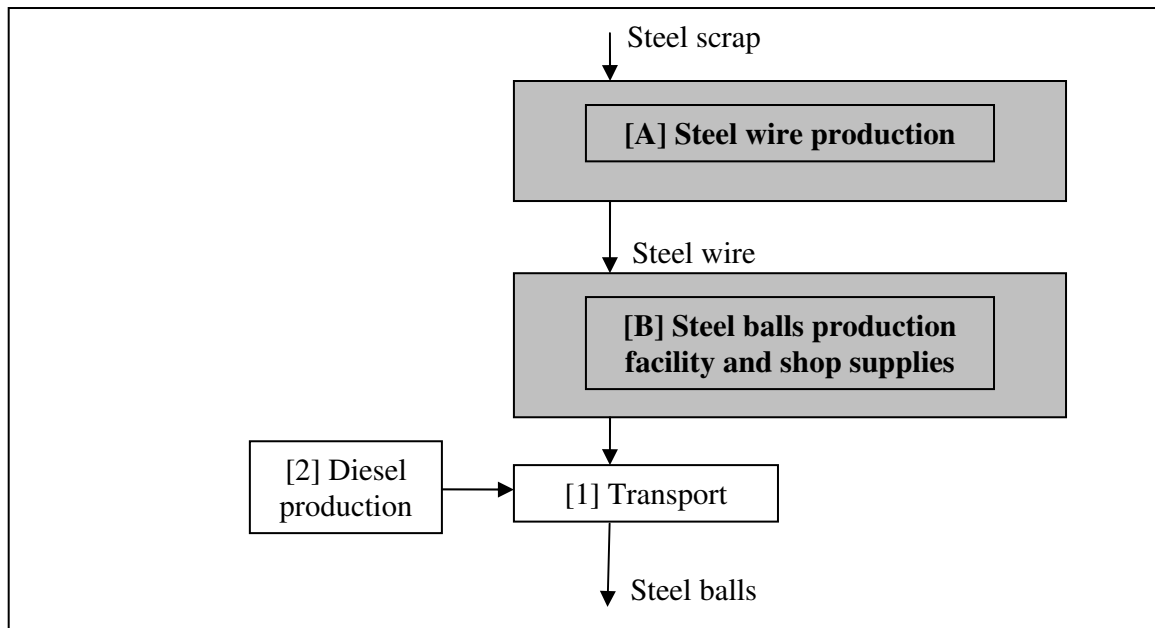 Steel scrap
[A] Steel wire production
Steel wire
[B] Steel balls production
facility and shop supplies
[2] Diesel
production
[1] Transport
Steel balls